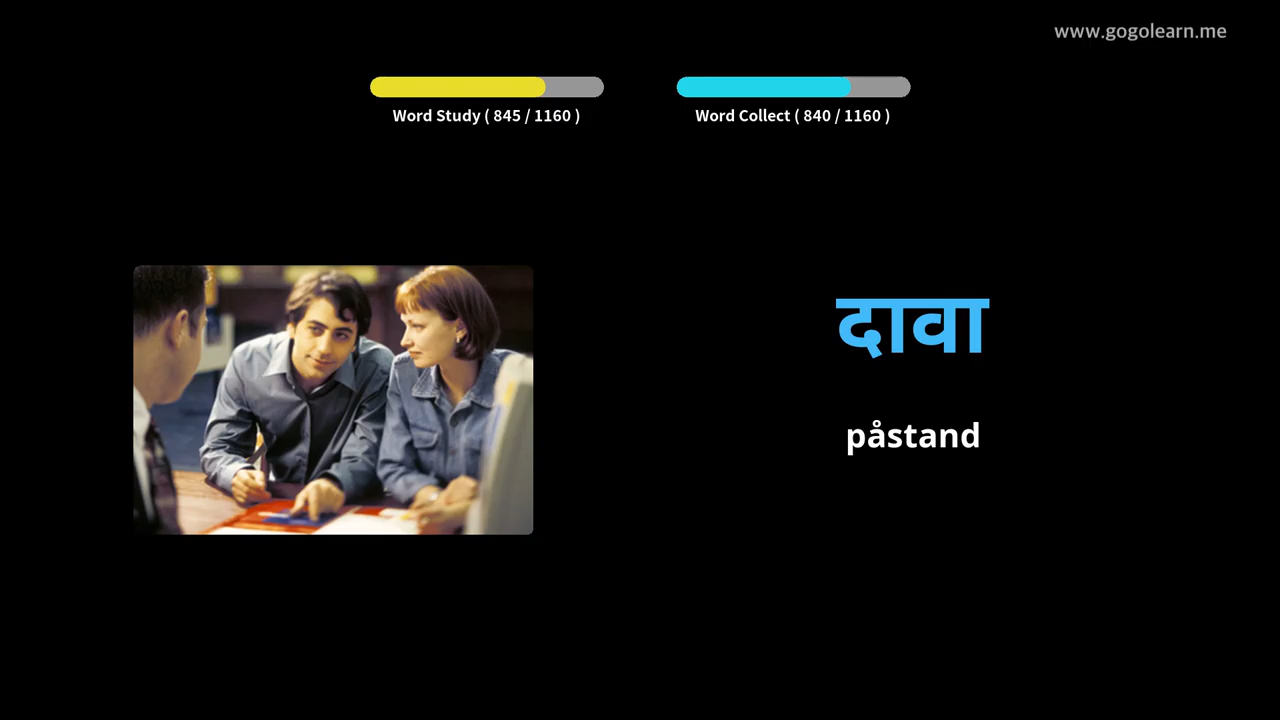 www.gogolearn.me
Word Study ( 845 / 1160 )
Word Collect ( 840 / 1160 )
दावा
påstand